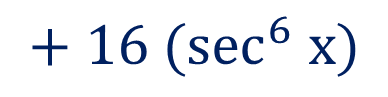 + 16 (sec⁶ x)